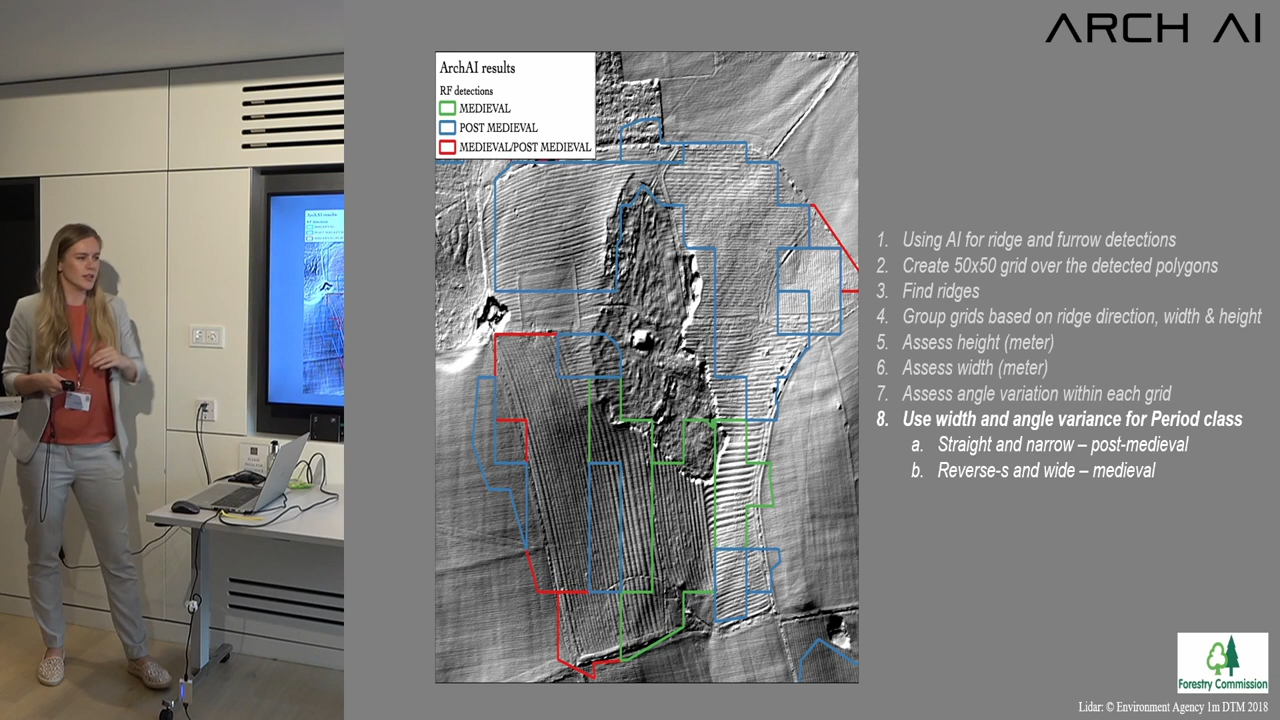 ARCH AI
ArchAI results
RF detections
MEDIEVAL
POST MEDIEVAL
MEDIEVAL/POST MEDIEVAL
1. Using AI for ridge and furrow detections
2. Create 50x50 grid over the detected polygons
3. Find ridges
4. Group grids based on ridge direction, width & height
5. Assess height (meter)
6. Assess width (meter)
7. Assess angle variation within each grid
8. Use width and angle variance for Period class
a. Straight and narrow – post-medieval
b. Reverse-s and wide – medieval
Forestry Commission
Lidar: © Environment Agency 1m DTM 2018
ArchAI results